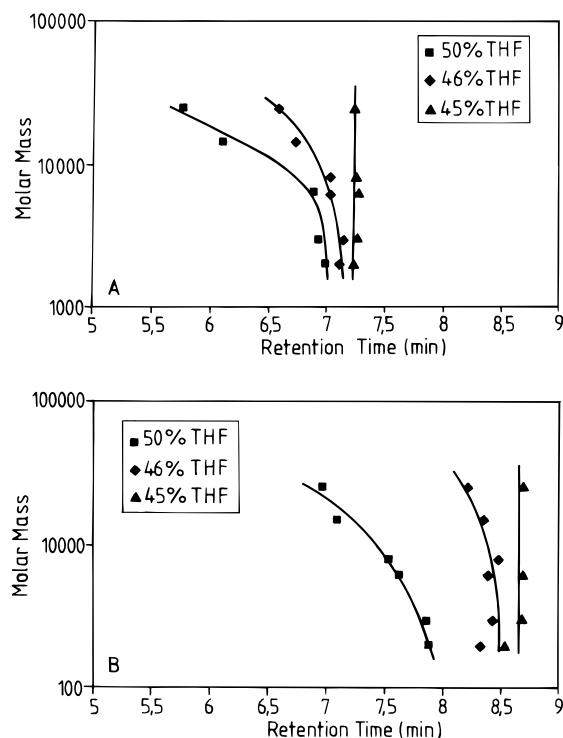 100000
50% THF
46% THF
45% THF
10000
Molar Mass
A
1000
5
5,5
6
6,5
7
7,5
8
8,5
9
Retention Time (min)
100000
50% THF
46% THF
45% THF
10000
Molar Mass
B
100
5
5,5
6
6,5
7
7,5
8
8,5
9
Retention Time (min)